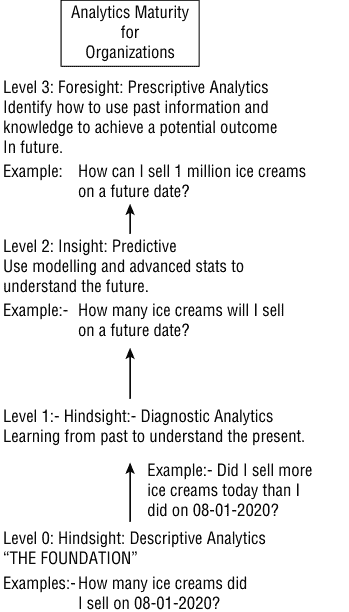 Analytics Maturity
for
Organizations
Level 3: Foresight: Prescriptive Analytics
Identify how to use past information and
knowledge to achieve a potential outcome
In future.
Example: How can I sell 1 million ice creams
on a future date?
Level 2: Insight: Predictive
Use modelling and advanced stats to
understand the future.
Example:- How many ice creams will I sell
on a future date?
Level 1:- Hindsight:- Diagnostic Analytics
Learning from past to understand the present.
Example:- Did I sell more
ice creams today than I
did on 08-01-2020?
Level 0: Hindsight: Descriptive Analytics
“THE FOUNDATION”
Examples:- How many ice creams did
I sell on 08-01-2020?